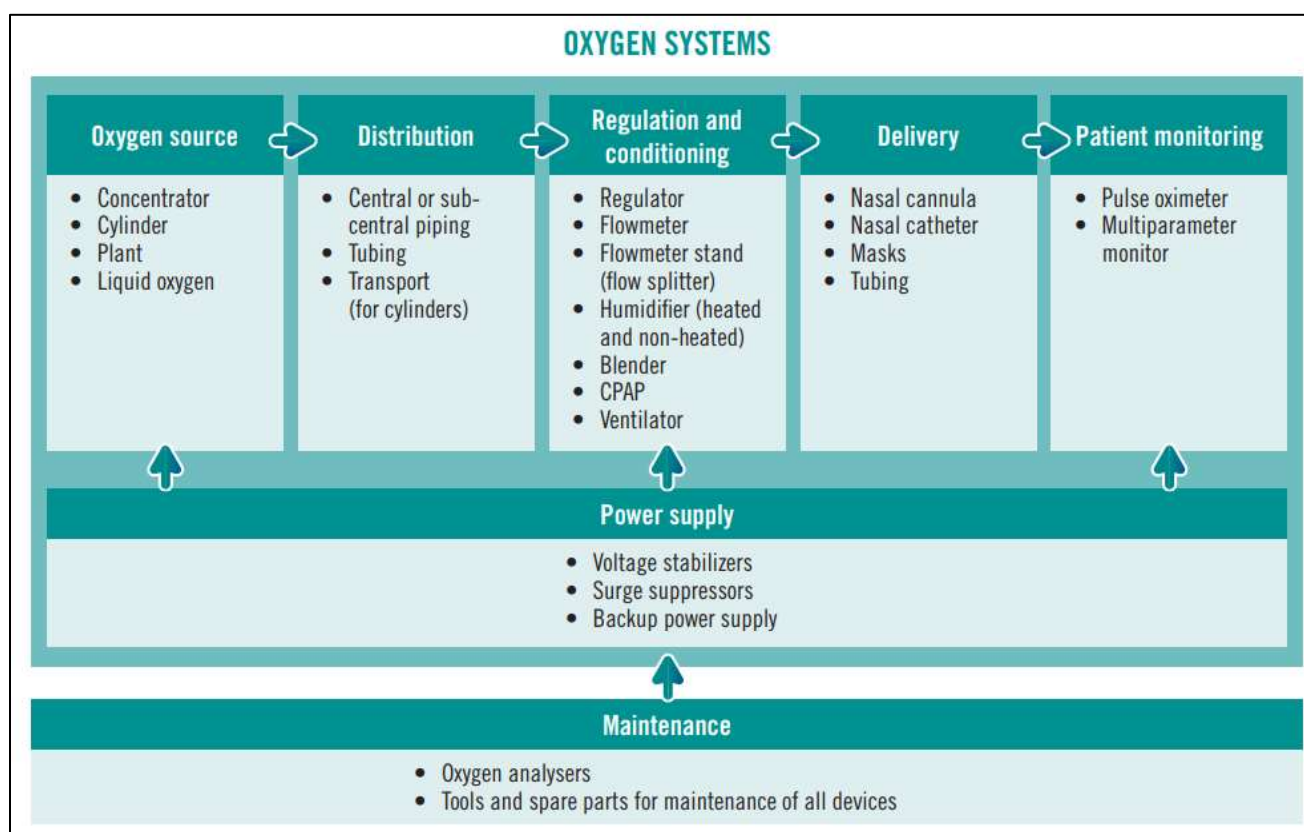 OXYGEN SYSTEMS
Oxygen source
• Concentrator
• Cylinder
• Plant
• Liquid oxygen
Distribution
• Central or sub-
central piping
• Tubing
• Transport
(for cylinders)
Regulation and
conditioning
• Regulator
• Flowmeter
• Flowmeter stand
(flow splitter)
• Humidifier (heated
and non-heated)
• Blender
• CPAP
• Ventilator
Delivery
• Nasal cannula
• Nasal catheter
• Masks
• Tubing
Patient monitoring
• Pulse oximeter
• Multiparameter
monitor
Power supply
• Voltage stabilizers
• Surge suppressors
• Backup power supply
Maintenance
• Oxygen analysers
• Tools and spare parts for maintenance of all devices